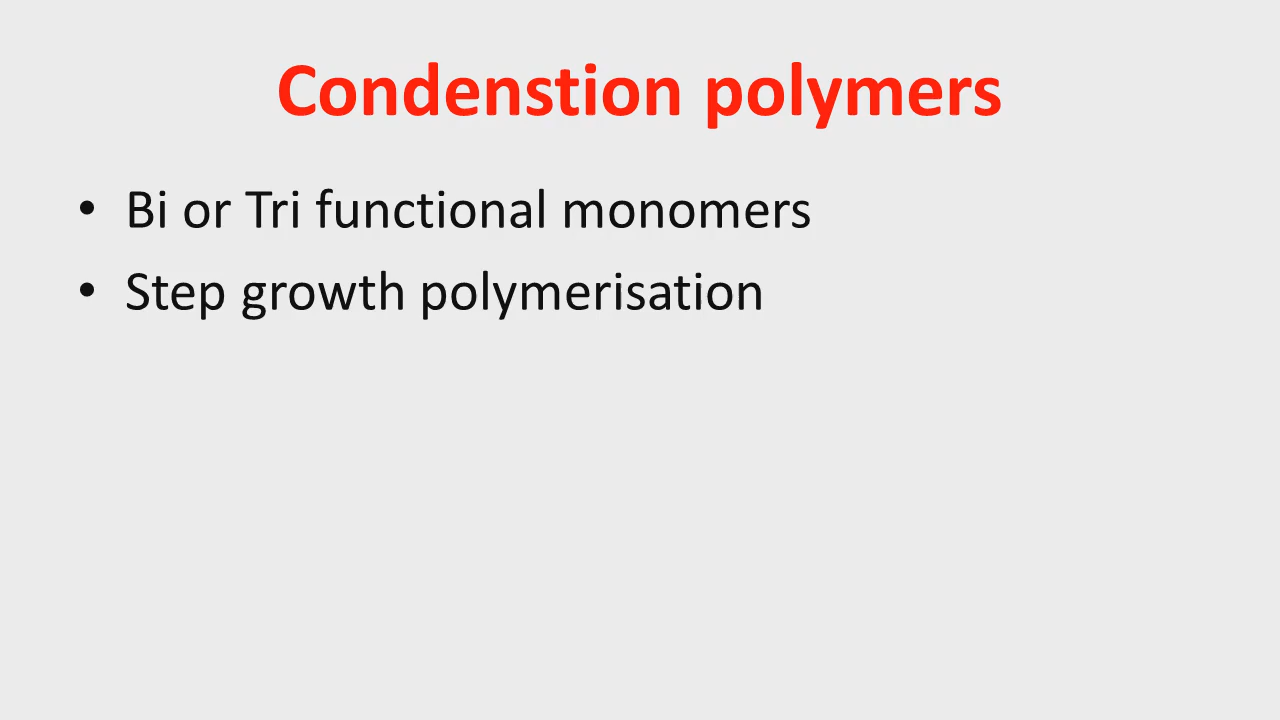 Condenstion polymers
• Bi or Tri functional monomers
• Step growth polymerisation